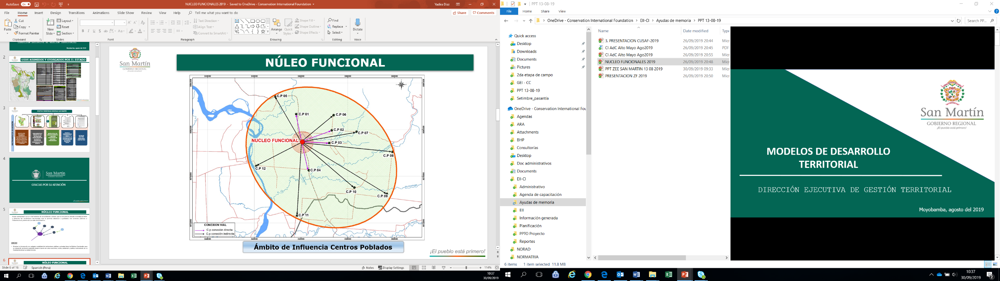 AutoSave On
NUCLEO FUNCIONALES 2019 - Saved to OneDrive - Conservation International Foundation
Yadira Diaz
File Home Insert Design Transitions Animations Slide Show Review View Help Tell me what you want to do
Share Comments
Paste
Cut
Copy
Format Painter
Clipboard
New Slide
Layout
Reset
Section
Slides
Font
Text Direction
Align Text
Convert to SmartArt
Paragraph
Arrange
Quick Styles
Shape Fill
Shape Outline
Shape Effects
Drawing
Find
Replace
Select
Editing
Dictate
Voice
Moyobamba, agosto del 2019
2
USOS ASUMIDOS Y OTORGADOS POR EL ESTADO
3
4
San Martín
GRACIAS POR SU ATENCIÓN
5
NÚCLEO FUNCIONAL
6
NÚCLEO FUNCIONAL
San Martín
GOBIERNO REGIONAL
¡El pueblo está primero!
NÚLEO FUNCIONAL
344000 352000
C.P 05
C.P 01
C.P 06
C.P 02
C.P 07
NUCLEO FUNCIONAL
C.P 03
C.P 08
C.P 12
C.P 04
C.P 10
C.P 09
C.P 11
CONEXION VIAL
C.p conexión directa
C.p conexión indirecta
Ámbito de Influencia Centros Poblados
¡El pueblo está primero!
Slide 6 of 16
Spanish (Peru)
Notes
Display Settings
114%
10:37
30/09/2019
PPT 13-08-19
File Home Share View
OneDrive - Conservation International Foundation > EII-CI > Ayudas de memoria > PPT 13-08-19
Search PP...
Name Date modified Type
3. PRESENTACION CUSAF-2019 26/09/2019 20:44 Micr
CI AdC Alto Mayo Ago2019 26/09/2019 20:45 PDF
CI AdC Alto Mayo Ago2019 26/09/2019 20:55 Micr
NUCLEO FUNCIONALES 2019 26/09/2019 20:48 Micr
PPT ZEE SAN MARTIN 13 08 2019 30/09/2019 09:33 Micr
PRESENTACION ZF 2019 26/09/2019 20:50 Micr
Quick access
Desktop
Downloads
Documents
Pictures
2da etapa de campo
GEI - CC
PPT 13-08-19
Setimbre_pasantía
OneDrive - Conservation International Fou
Agendas
ARA
Attachments
BHP
Consultorías
Desktop
Doc administrativos
Documents
EII-CI
Administrativo
Agenda de capacitación
Ayudas de memoria
EII
Información generada
Planificación
PPTO Proyecto
Reportes
NORAD
NORMATIVA
6 items 1 item selected 11.8 MB
San Martín
GOBIERNO REGIONAL
¡El pueblo está primero!
MODELOS DE DESARROLLO
TERRITORIAL
DIRECCIÓN EJECUTIVA DE GESTIÓN TERRITORIAL
Moyobamba, agosto del 2019
10:37
30/09/2019